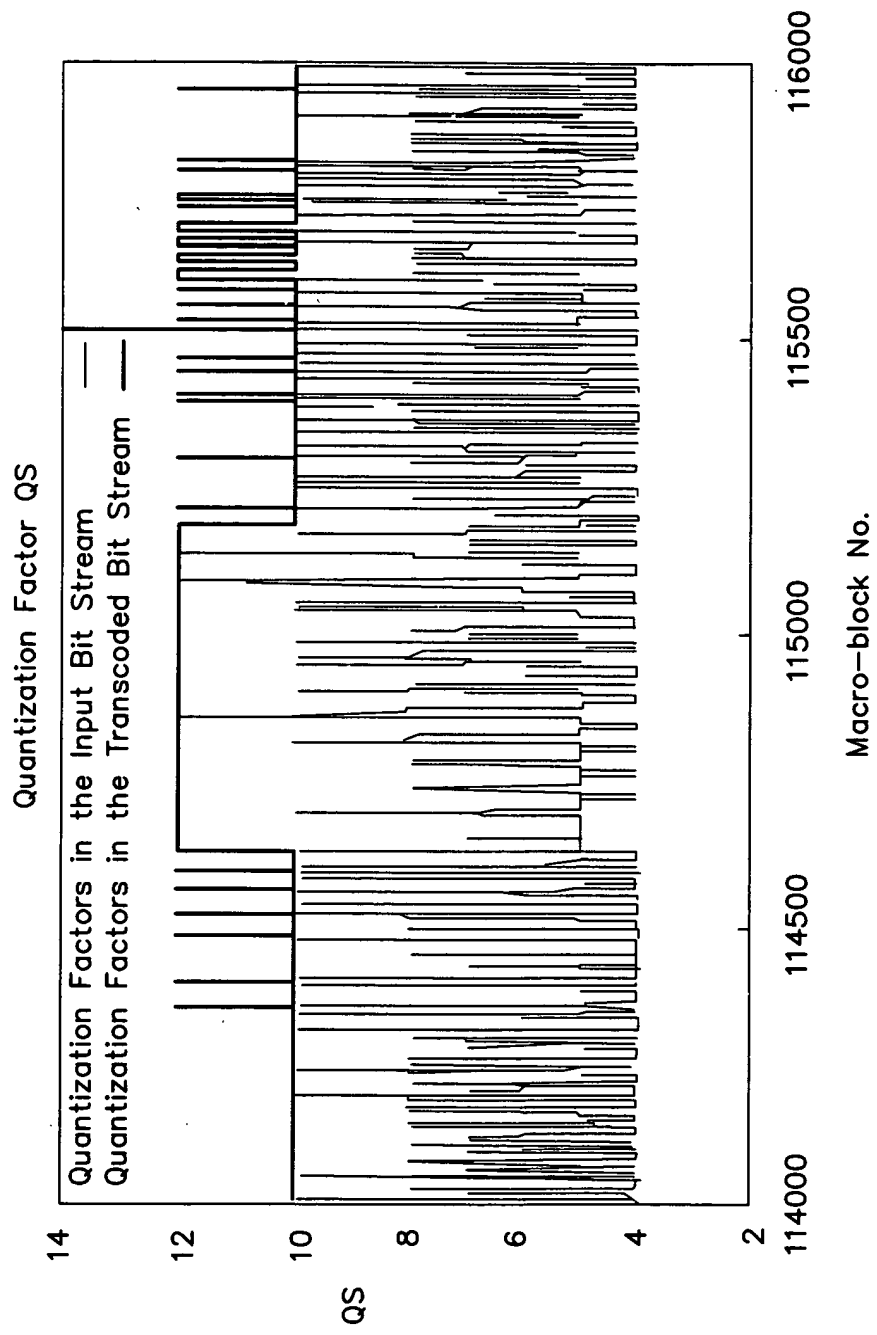 Quantization Factor QS
14
Quantization Factors in the Input Bit Stream
Quantization Factors in the Transcoded Bit Stream
12
10
QS
8
6
4
2
114000
114500
115000
115500
116000
Macro-block No.